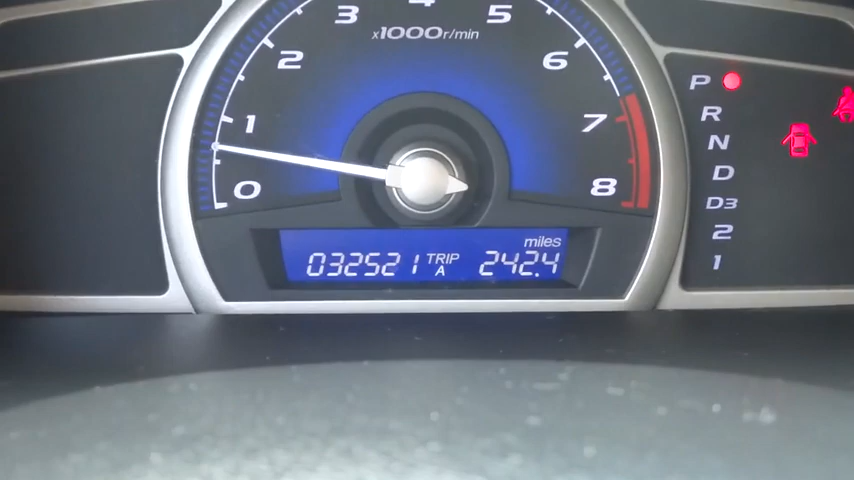 4
3 5
x1000r/min
2 6
1 7
0 8
miles
032521 TRIP A 242.4
P
R
N
D
D3
2
1